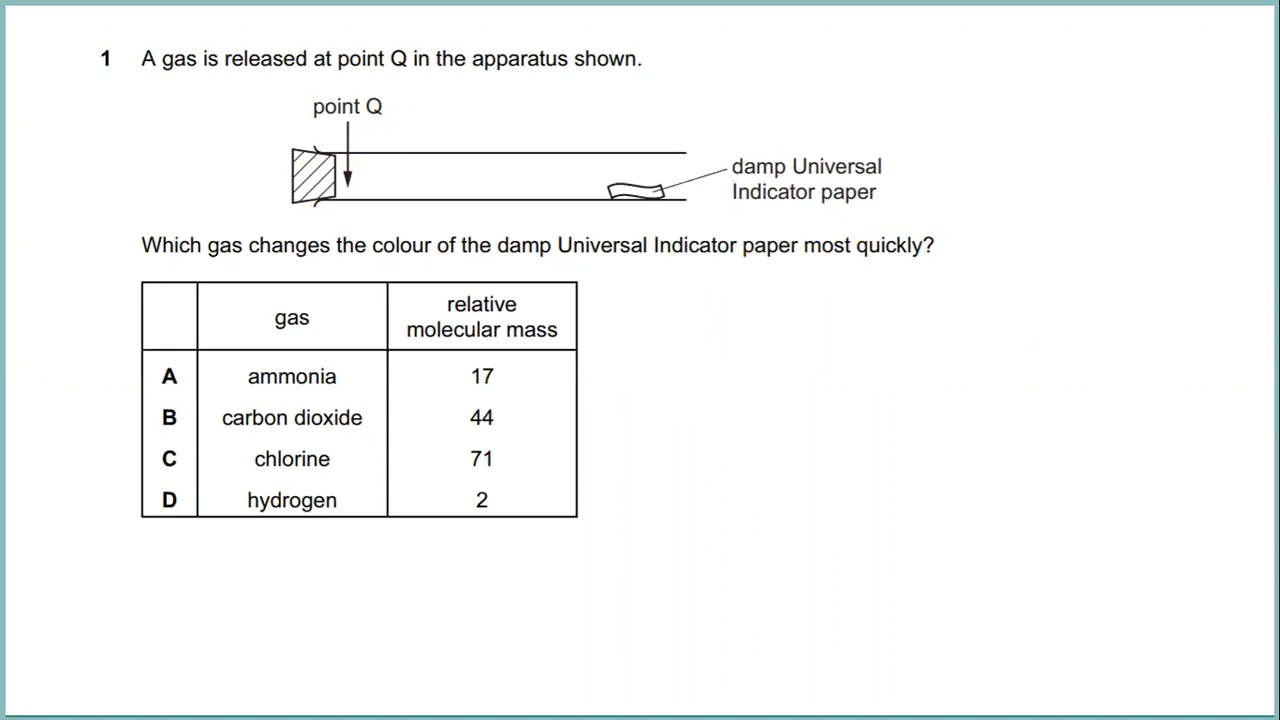 1 A gas is released at point Q in the apparatus shown.
point Q
damp Universal
Indicator paper
Which gas changes the colour of the damp Universal Indicator paper most quickly?
gas relative
molecular mass
A ammonia 17
B carbon dioxide 44
C chlorine 71
D hydrogen 2